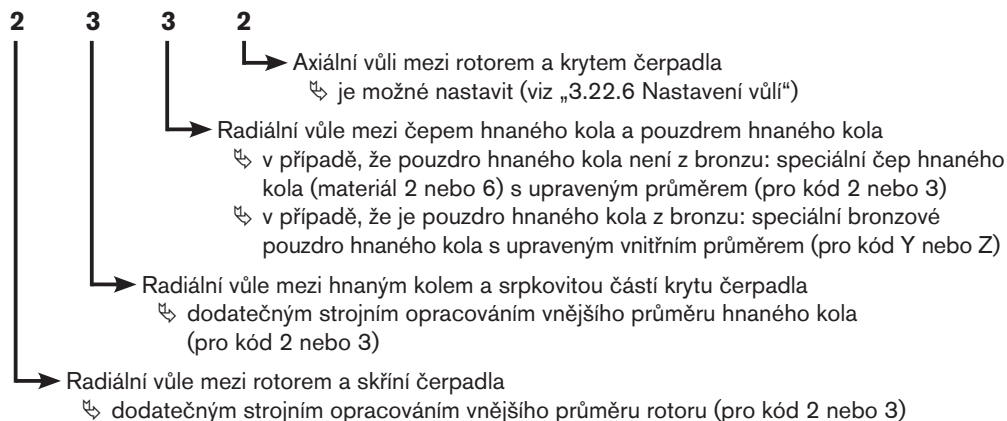 2 3 3 2
Axiální vůli mezi rotorem a krytem čerpadla
je možné nastavit (viz „3.22.6 Nastavení vůlí“)
Radiální vůle mezi čepem hnaného kola a pouzdrem hnaného kola
v případě, že pouzdro hnaného kola není z bronzu: speciální čep hnaného
kola (materiál 2 nebo 6) s upraveným průměrem (pro kód 2 nebo 3)
v případě, že je pouzdro hnaného kola z bronzu: speciální bronzové
pouzdro hnaného kola s upraveným vnitřním průměrem (pro kód Y nebo Z)
Radiální vůle mezi hnaným kolem a srpkovitou částí krytu čerpadla
dodatečným strojním opracováním vnějšího průměru hnaného kola
(pro kód 2 nebo 3)
Radiální vůle mezi rotorem a skříní čerpadla
dodatečným strojním opracováním vnějšího průměru rotoru (pro kód 2 nebo 3)